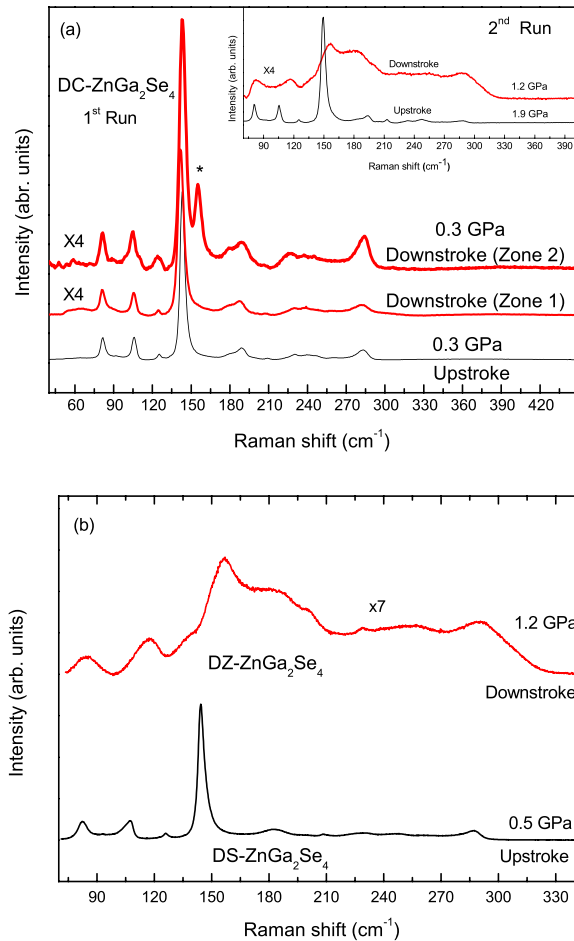 (a)
DC-ZnGa2Se4
1st Run
Intensity (abr. units)
X4
X4
*
0.3 GPa
Downstroke (Zone 2)
Downstroke (Zone 1)
0.3 GPa
Upstroke
60 90 120 150 180 210 240 270 300 330 360 390 420
Raman shift (cm-1)
2nd Run
Intensity (arb. units)
X4
Downstroke
1.2 GPa
Upstroke
1.9 GPa
90 120 150 180 210 240 270 300 330 360 390
Raman shift (cm-1)
(b)
Intensity (arb. units)
x7
1.2 GPa
DZ-ZnGa2Se4
Downstroke
0.5 GPa
DS-ZnGa2Se4
Upstroke
90 120 150 180 210 240 270 300 330
Raman shift (cm-1)